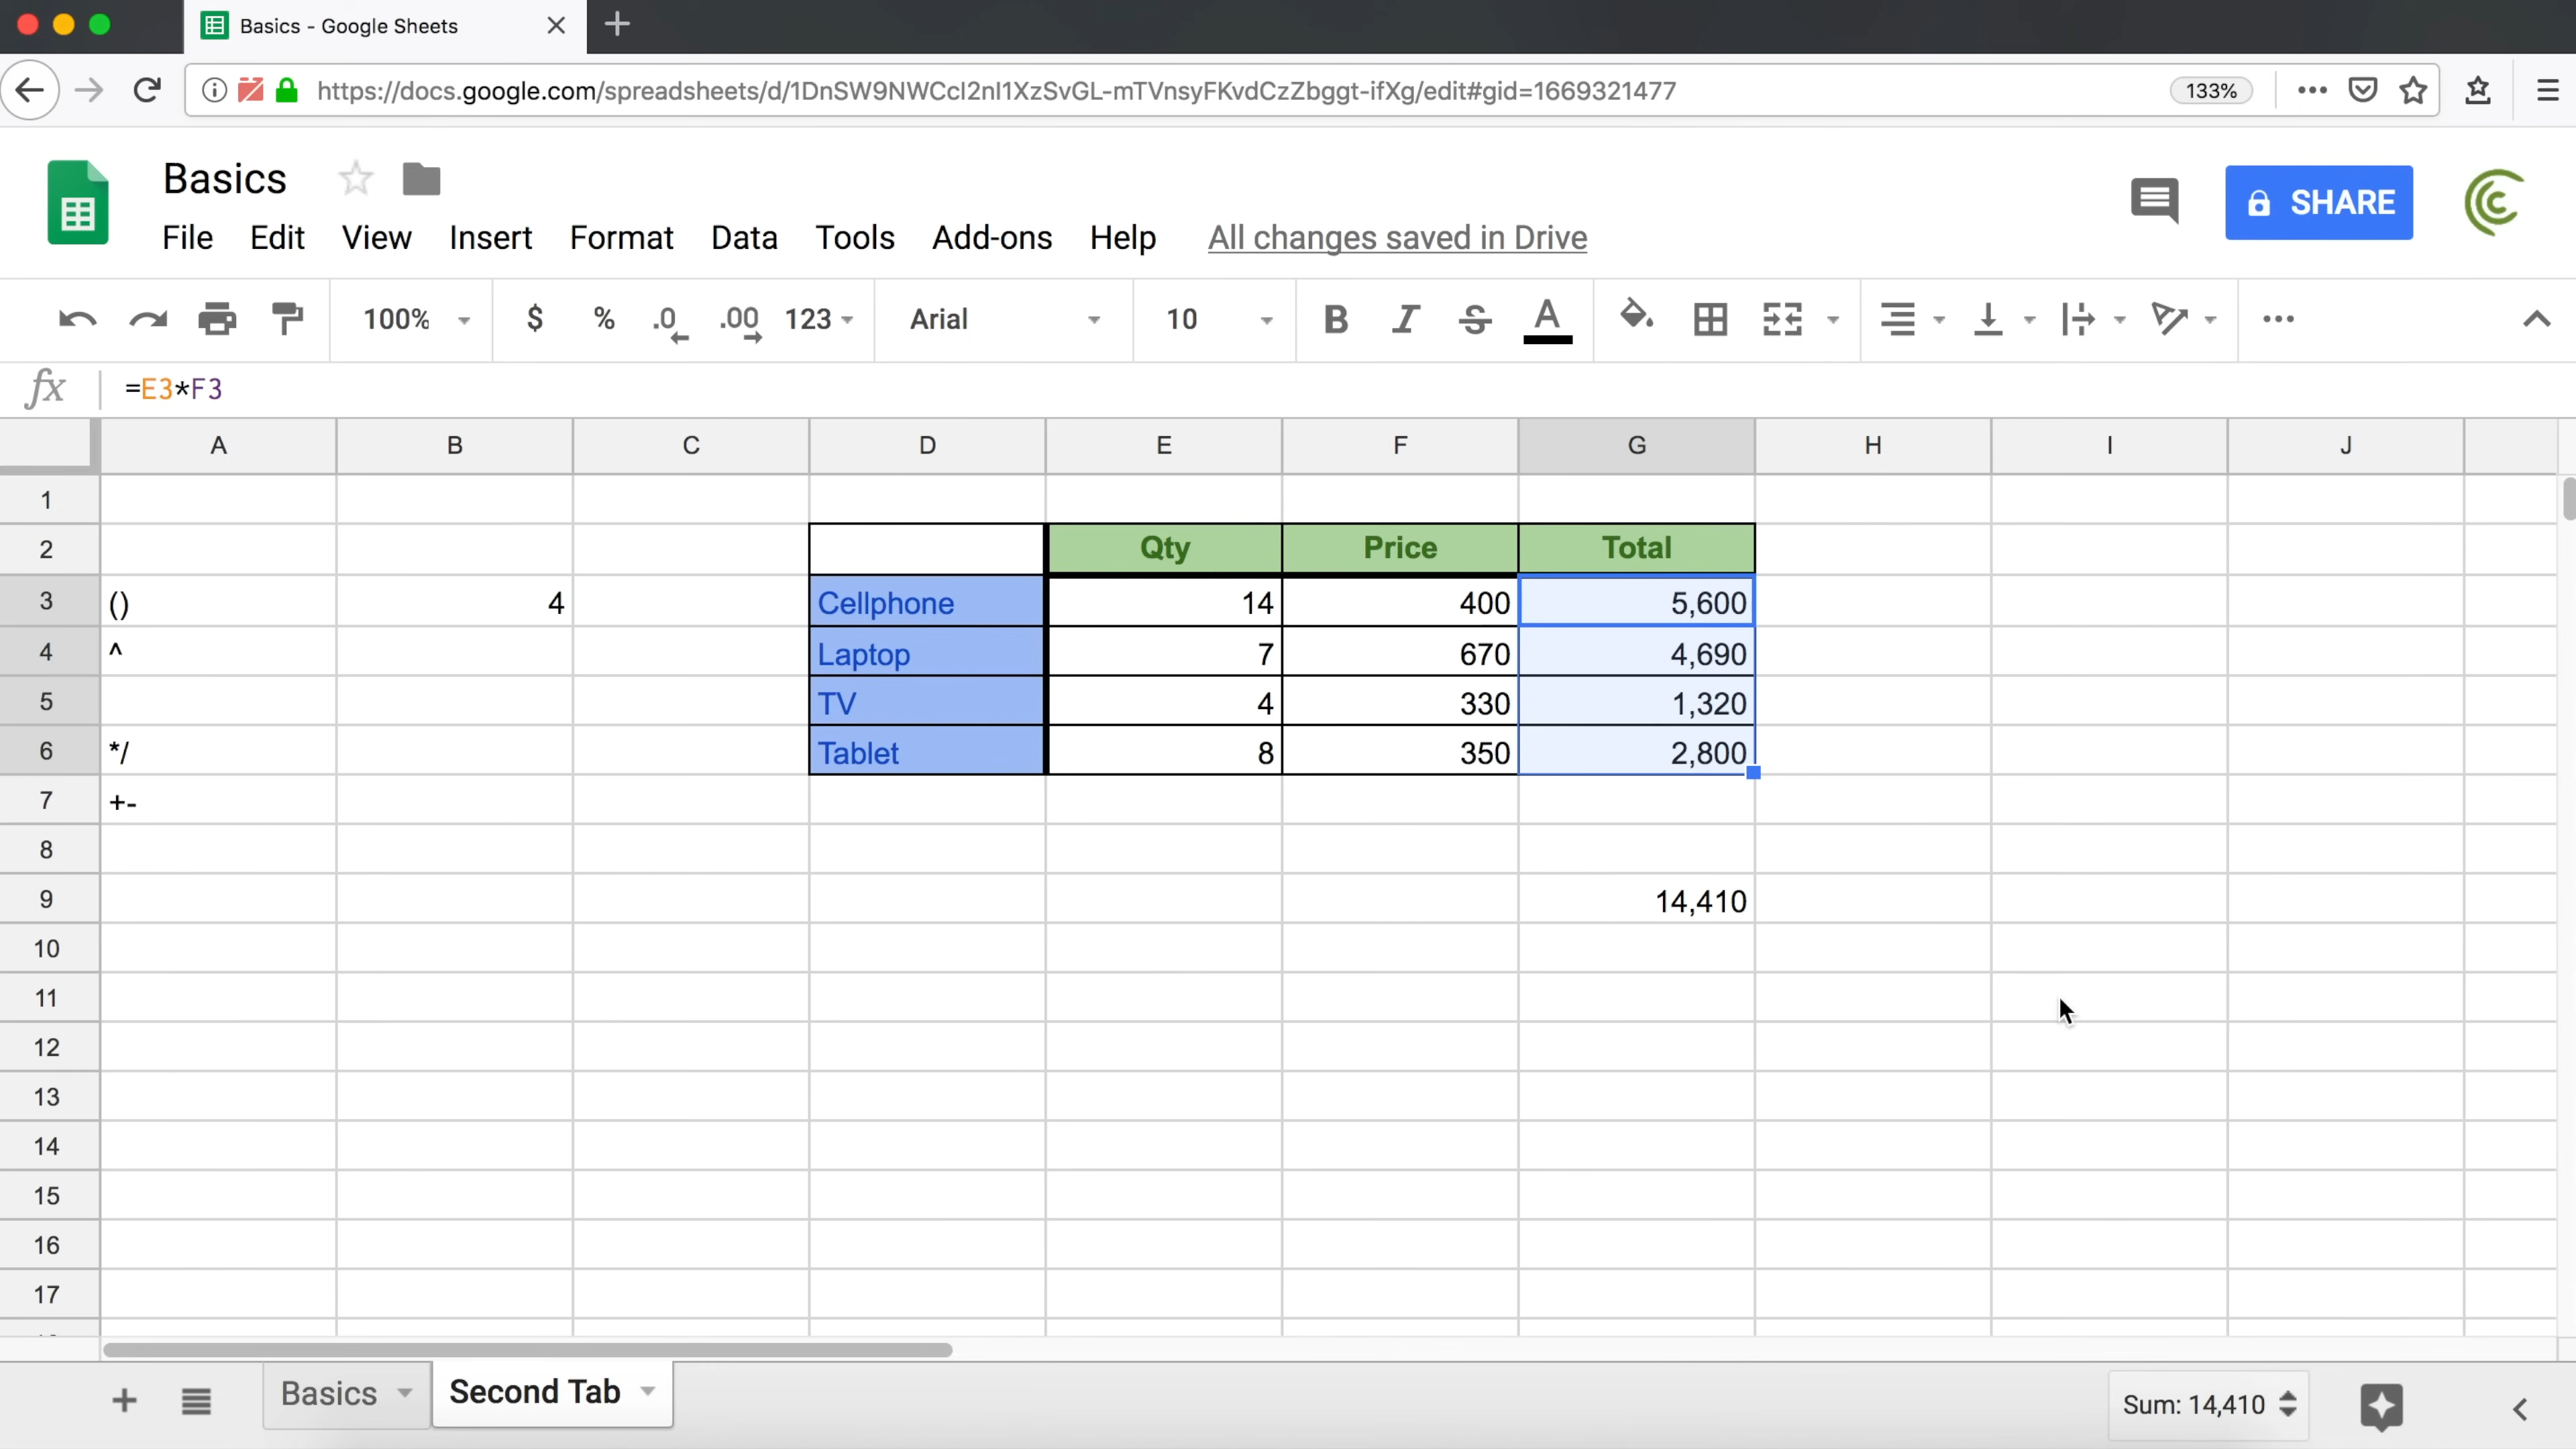 Basics - Google Sheets
https://docs.google.com/spreadsheets/d/1DnSW9NWCcI2nI1XzSvGL-mTVnsyFKvdCzZbggt-ifXg/edit#gid=1669321477 133%
Basics
SHARE
File Edit View Insert Format Data Tools Add-ons Help All changes saved in Drive
100% $ % .0 .00 123 Arial 10 B I S A
fx =E3*F3
A B C D E F G H I J
1
2 Qty Price Total
3 () 4 Cellphone 14 400 5,600
4 ^ Laptop 7 670 4,690
5 TV 4 330 1,320
6 */ Tablet 8 350 2,800
7 +-
8
9 14,410
10
11
12
13
14
15
16
17
Basics Second Tab Sum: 14,410